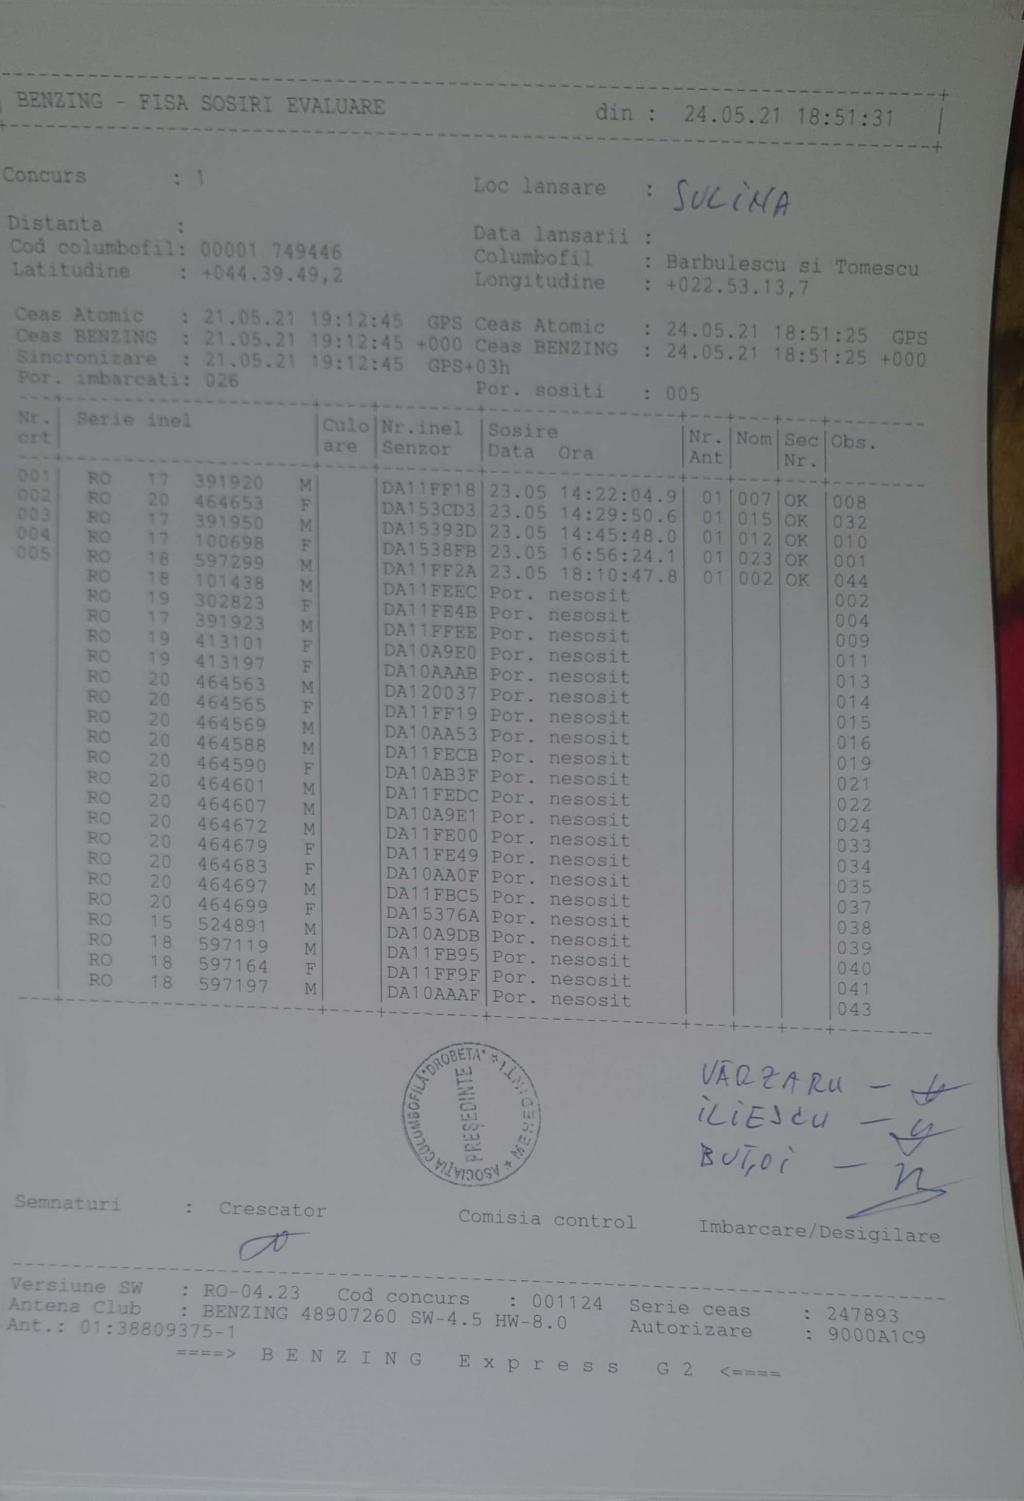 BENZING - FISA SOSIRI EVALUARE din : 24.05.21 18:51:31
Concurs : 1 Loc lansare : SULINA
Distanta : Data lansarii :
Cod columbofil: 00001 749446 Columbofil : Barbulescu si Tomescu
Latitudine : +044.39.49,2 Longitudine : +022.53.13,7
Ceas Atomic : 21.05.21 19:12:45 GPS Ceas Atomic : 24.05.21 18:51:25 GPS
Ceas BENZING : 21.05.21 19:12:45 +000 Ceas BENZING : 24.05.21 18:51:25 +000
Sincronizare : 21.05.21 19:12:45 GPS+03h
Por. imbarcati: 026 Por. sositi : 005
Nr. Serie inel Culo Nr.inel Sosire Nr. Nom Sec Obs.
crt are Senzor Data Ora Ant Nr.
001 RO 17 391920 M DA11FF18 23.05 14:22:04.9 01 007 OK 008
002 RO 20 464653 F DA153CD3 23.05 14:29:50.6 01 015 OK 032
003 RO 17 391950 M DA15393D 23.05 14:45:48.0 01 012 OK 010
004 RO 17 100698 F DA1538FB 23.05 16:56:24.1 01 023 OK 001
005 RO 18 597299 M DA11FF2A 23.05 18:10:47.8 01 002 OK 044
RO 18 101438 M DA11FEEC Por. nesosit 002
RO 19 302823 F DA11FE4B Por. nesosit 004
RO 17 391923 M DA11FFEE Por. nesosit 009
RO 19 413101 F DA10A9E0 Por. nesosit 011
RO 19 413197 F DA10AAAB Por. nesosit 013
RO 20 464563 M DA120037 Por. nesosit 014
RO 20 464565 F DA11FF19 Por. nesosit 015
RO 20 464569 M DA10AA53 Por. nesosit 016
RO 20 464588 M DA11FECB Por. nesosit 019
RO 20 464590 F DA10AB3F Por. nesosit 021
RO 20 464601 M DA11FEDC Por. nesosit 022
RO 20 464607 M DA10A9E1 Por. nesosit 024
RO 20 464672 M DA11FE00 Por. nesosit 033
RO 20 464679 F DA11FE49 Por. nesosit 034
RO 20 464683 F DA10AA0F Por. nesosit 035
RO 20 464697 M DA11FBC5 Por. nesosit 037
RO 20 464699 F DA15376A Por. nesosit 038
RO 15 524891 M DA10A9DB Por. nesosit 039
RO 18 597119 M DA11FB95 Por. nesosit 040
RO 18 597164 F DA11FF9F Por. nesosit 041
RO 18 597197 M DA10AAAF Por. nesosit 043
ASOCIAŢIA COLUMBOFILĂ "DROBETA" * MEHEDINŢI *
PREŞEDINTE
VĂRZARU -
ILIESCU -
BUȚOI -
Semnaturi : Crescator Comisia control Imbarcare/Desigilare
Versiune SW : RO-04.23 Cod concurs : 001124 Serie ceas : 247893
Antena Club : BENZING 48907260 SW-4.5 HW-8.0 Autorizare : 9000A1C9
Ant.: 01:38809375-1
====> B E N Z I N G E x p r e s s G 2 <====